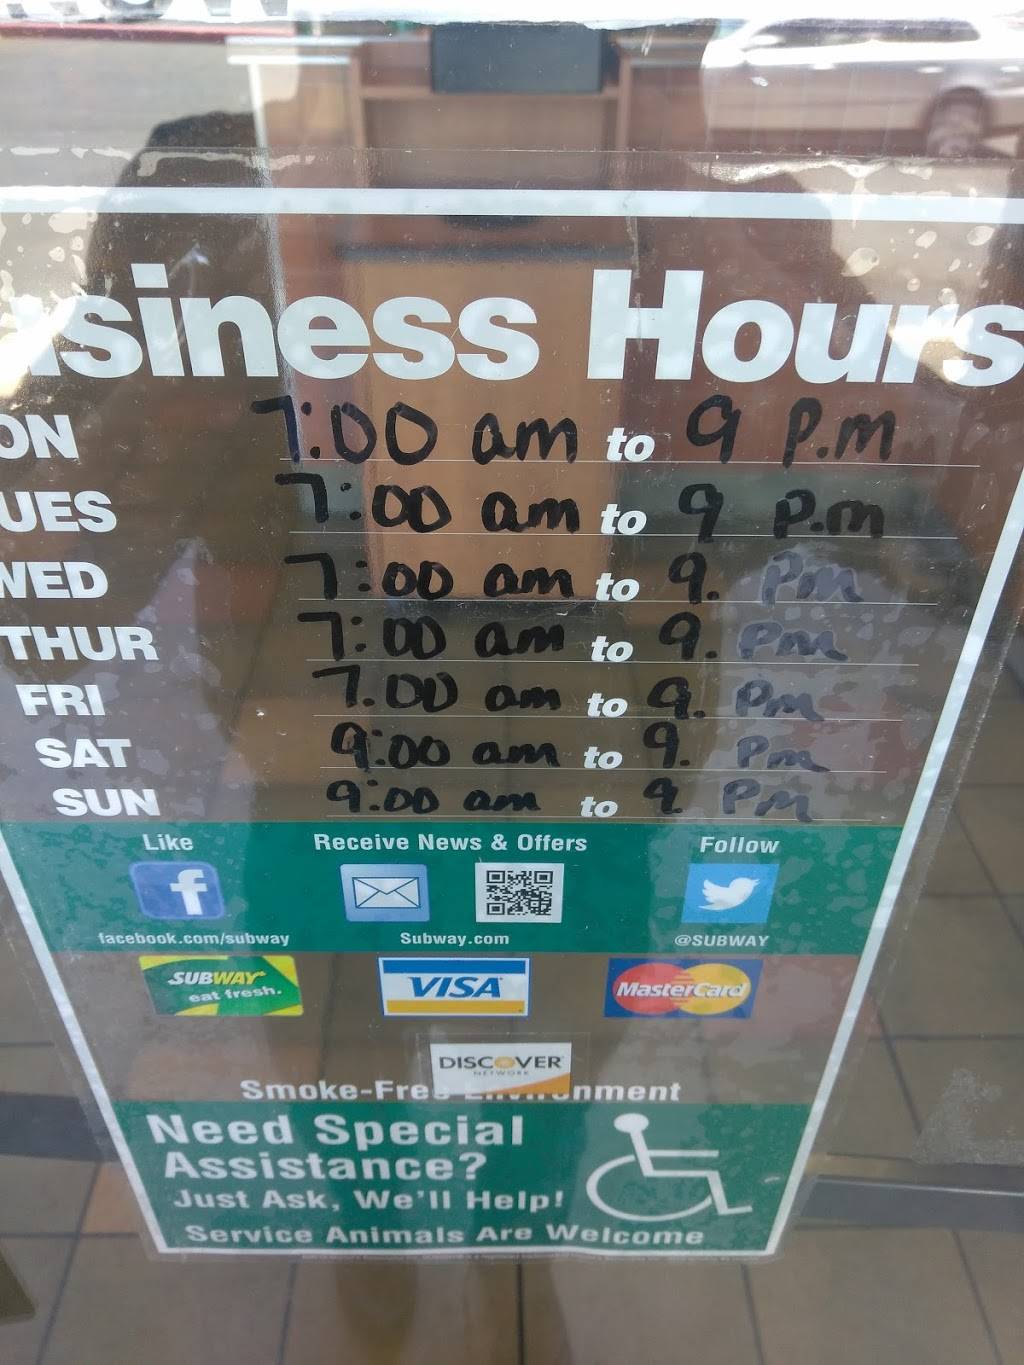 usiness Hours
ON 7:00 am to 9 P.M
UES 7:00 am to 9 P.m
WED 7:00 am to 9. Pm
THUR 7:00 am to 9. Pm
FRI 7.00 am to 9. Pm
SAT 9:00 am to 9. Pm
SUN 9:00 am to 9 PM
Like Receive News & Offers Follow
facebook.com/subway Subway.com @SUBWAY
SUBWAY VISA MasterCard
eat fresh.
DISCOVER
NETWORK
Smoke-Free Environment
Need Special
Assistance?
Just Ask, We'll Help!
Service Animals Are Welcome